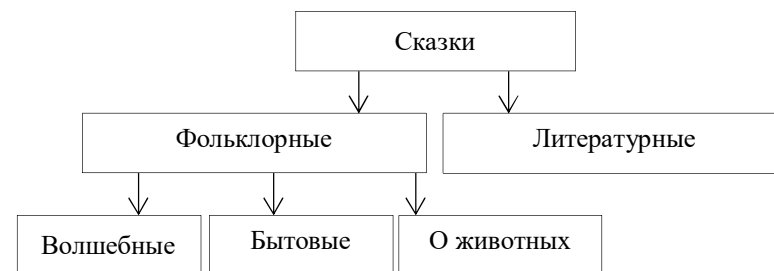 Сказки
Фольклорные
Литературные
Волшебные
Бытовые
О животных